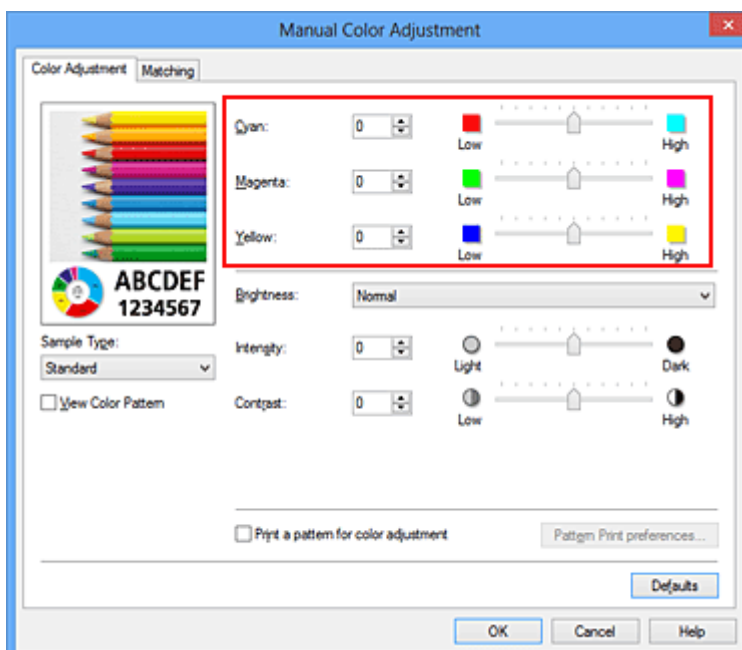 Manual Color Adjustment
Color Adjustment Matching
Cyan: 0 Low High
Magenta: 0 Low High
Yellow: 0 Low High
ABCDEF
1234567
Brightness: Normal
Sample Type:
Standard
Intensity: 0 Light Dark
View Color Pattern
Contrast: 0 Low High
Print a pattern for color adjustment Pattern Print preferences...
Defaults
OK Cancel Help